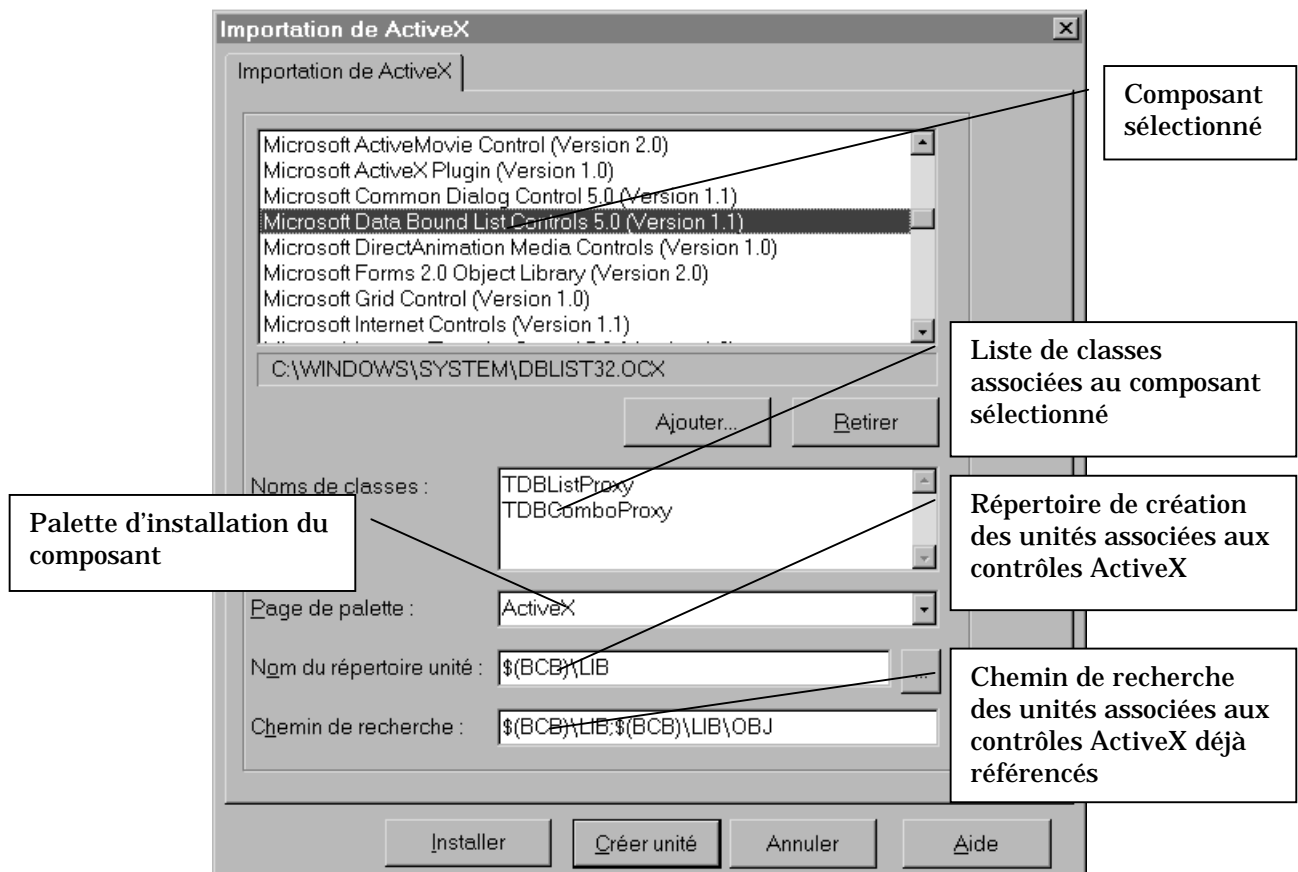 Importation de ActiveX
Importation de ActiveX
Composant
sélectionné
Microsoft ActiveMovie Control (Version 2.0)
Microsoft ActiveX Plugin (Version 1.0)
Microsoft Common Dialog Control 5.0 (Version 1.1)
Microsoft Data Bound List Controls 5.0 (Version 1.1)
Microsoft DirectAnimation Media Controls (Version 1.0)
Microsoft Forms 2.0 Object Library (Version 2.0)
Microsoft Grid Control (Version 1.0)
Microsoft Internet Controls (Version 1.1)
C:\WINDOWS\SYSTEM\DBLIST32.OCX
Liste de classes
associées au composant
sélectionné
Ajouter...
Retirer
Noms de classes :
TDBListProxy
TDBComboProxy
Palette d'installation du
composant
Répertoire de création
des unités associées aux
contrôles ActiveX
Page de palette :
ActiveX
Nom du répertoire unité :
$(BCB)\LIB
...
Chemin de recherche
des unités associées aux
contrôles ActiveX déjà
référencés
Chemin de recherche :
$(BCB)\LIB;$(BCB)\LIB\OBJ
Installer
Créer unité
Annuler
Aide